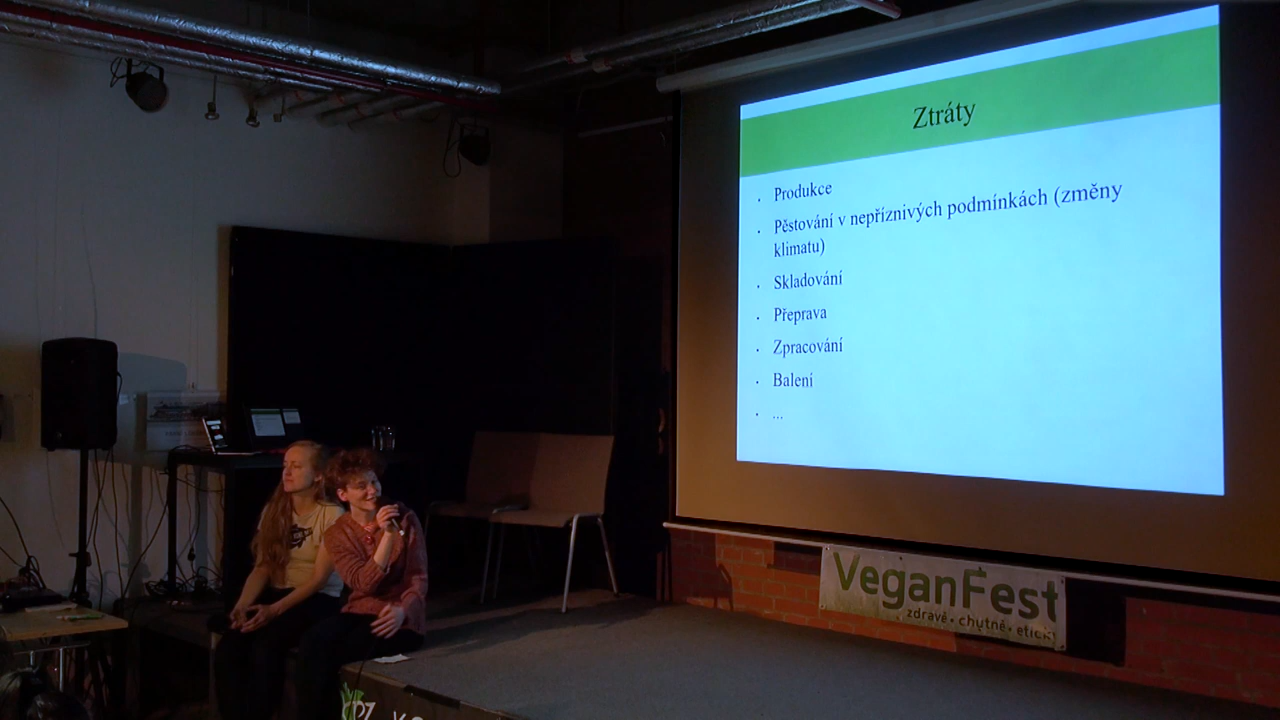 Ztráty
Produkce
Pěstování v nepříznivých podmínkách (změny
klimatu)
Skladování
Přeprava
Zpracování
Balení
...
VeganFest
zdravě • chutně • eticky